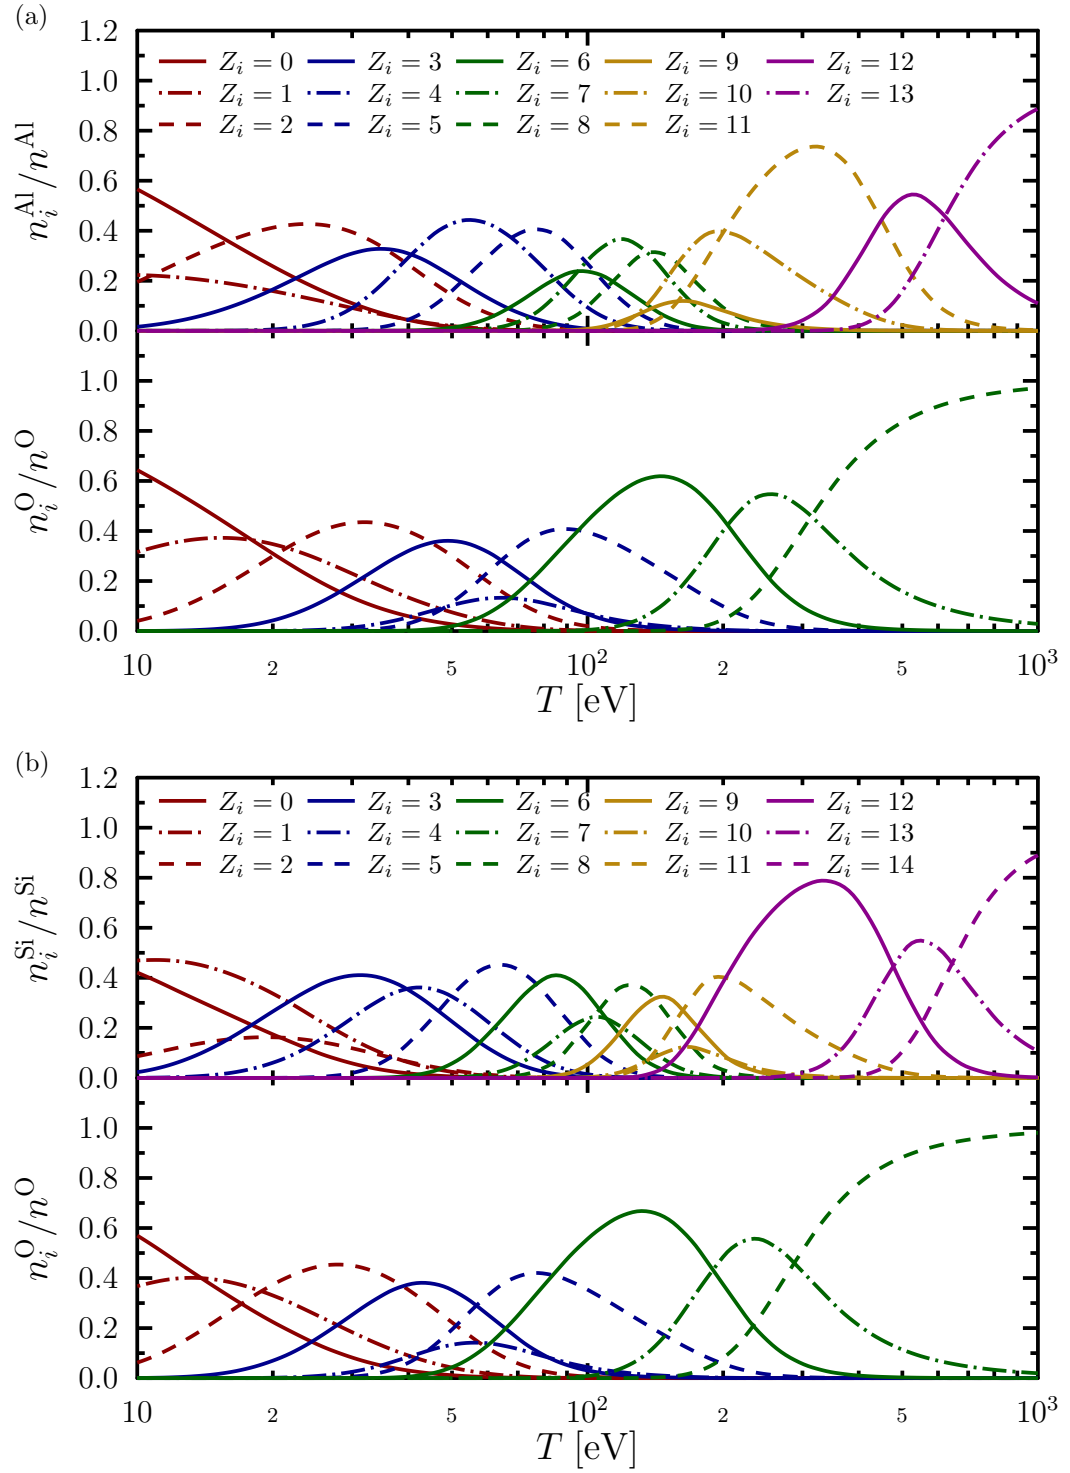 (a)
1.2
1.0
0.8
0.6
0.4
0.2
0.0
n_i^Al/n^Al
Z_i = 0 Z_i = 3 Z_i = 6 Z_i = 9 Z_i = 12
Z_i = 1 Z_i = 4 Z_i = 7 Z_i = 10 Z_i = 13
Z_i = 2 Z_i = 5 Z_i = 8 Z_i = 11
1.0
0.8
0.6
0.4
0.2
0.0
n_i^O/n^O
10 2 5 10^2 2 5 10^3
T [eV]
(b)
1.2
1.0
0.8
0.6
0.4
0.2
0.0
n_i^Si/n^Si
Z_i = 0 Z_i = 3 Z_i = 6 Z_i = 9 Z_i = 12
Z_i = 1 Z_i = 4 Z_i = 7 Z_i = 10 Z_i = 13
Z_i = 2 Z_i = 5 Z_i = 8 Z_i = 11 Z_i = 14
1.0
0.8
0.6
0.4
0.2
0.0
n_i^O/n^O
10 2 5 10^2 2 5 10^3
T [eV]